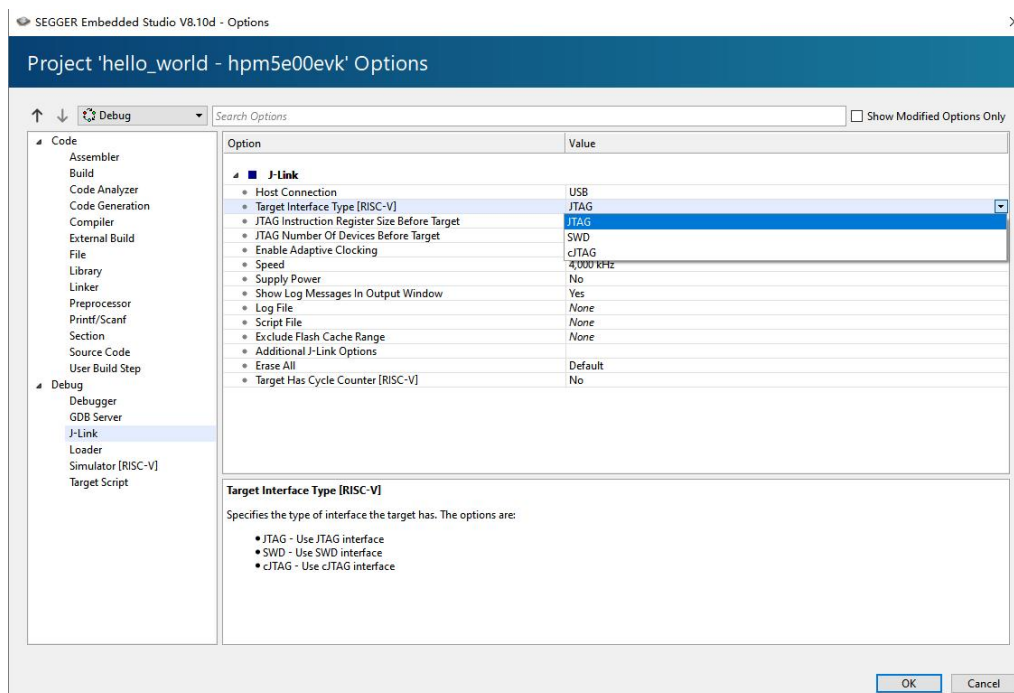 SEGGER Embedded Studio V8.10d - Options
Project 'hello_world - hpm5e00evk' Options
Debug
Search Options
Show Modified Options Only
Code
Assembler
Build
Code Analyzer
Code Generation
Compiler
External Build
File
Library
Linker
Preprocessor
Printf/Scanf
Section
Source Code
User Build Step
Debug
Debugger
GDB Server
J-Link
Loader
Simulator [RISC-V]
Target Script
Option Value
J-Link
Host Connection USB
Target Interface Type [RISC-V] JTAG
JTAG Instruction Register Size Before Target
JTAG Number Of Devices Before Target
Enable Adaptive Clocking
JTAG
SWD
cJTAG
Speed 4,000 kHz
Supply Power No
Show Log Messages In Output Window Yes
Log File None
Script File None
Exclude Flash Cache Range None
Additional J-Link Options
Erase All Default
Target Has Cycle Counter [RISC-V] No
Target Interface Type [RISC-V]
Specifies the type of interface the target has. The options are:
JTAG - Use JTAG interface
SWD - Use SWD interface
cJTAG - Use cJTAG interface
OK Cancel